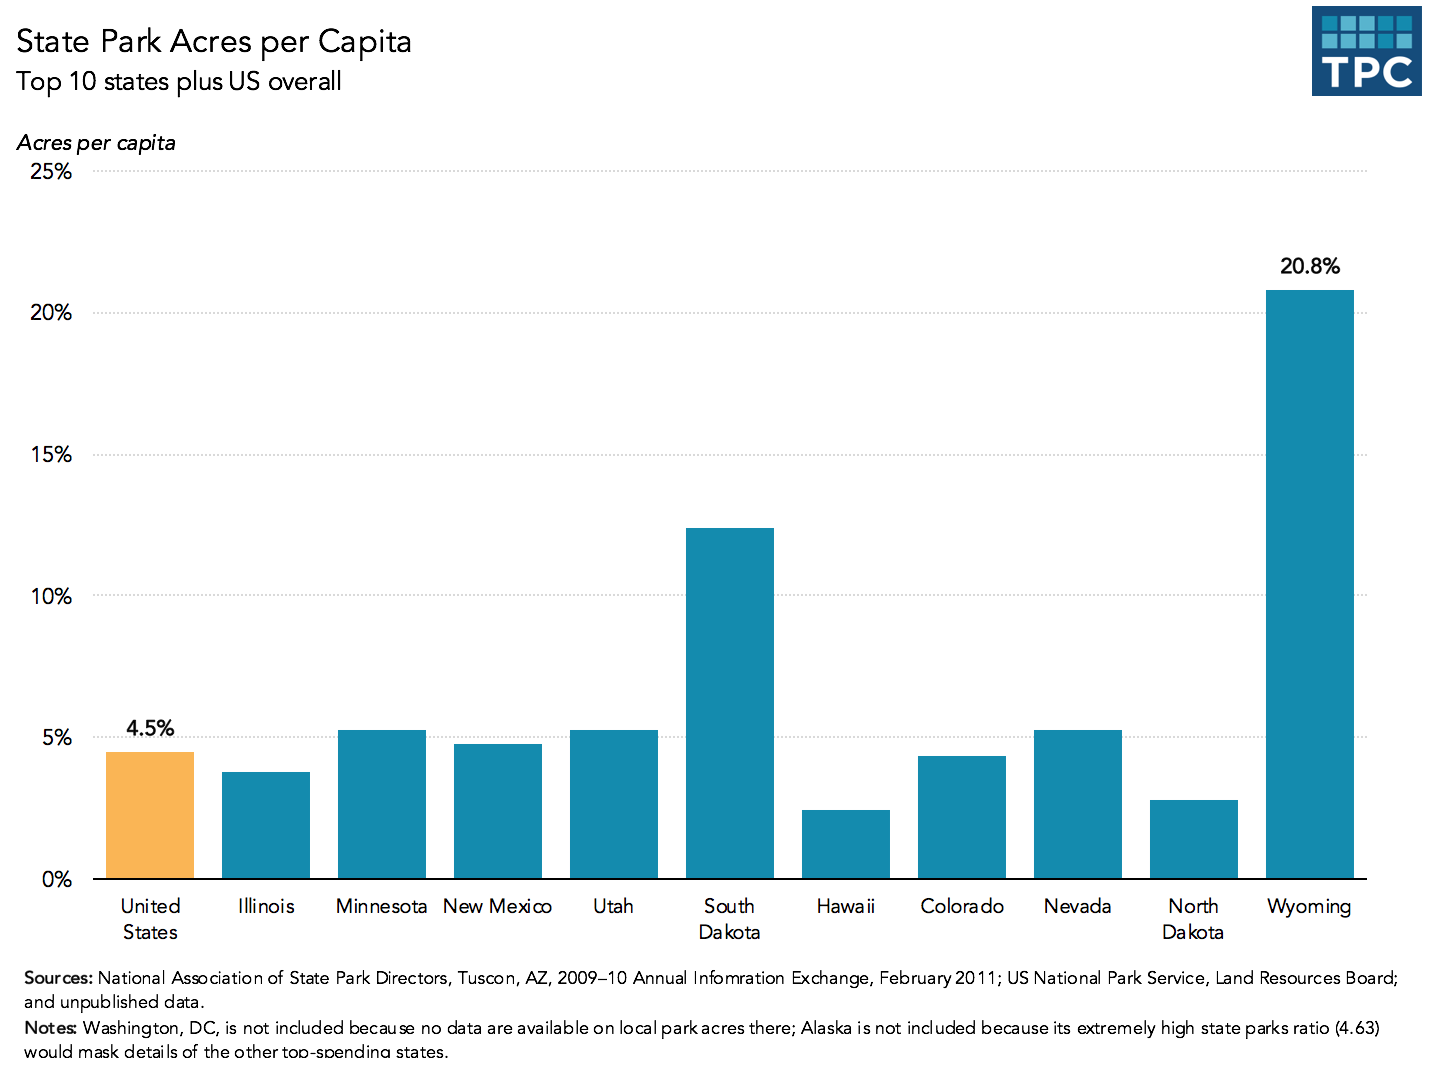 State Park Acres per Capita
Top 10 states plus US overall
TPC
Acres per capita
25%
20%
15%
10%
5%
0%
4.5%
20.8%
United States
Illinois
Minnesota
New Mexico
Utah
South Dakota
Hawaii
Colorado
Nevada
North Dakota
Wyoming
Sources: National Association of State Park Directors, Tuscon, AZ, 2009–10 Annual Infomration Exchange, February 2011; US National Park Service, Land Resources Board;
and unpublished data.
Notes: Washington, DC, is not included because no data are available on local park acres there; Alaska is not included because its extremely high state parks ratio (4.63)
would mask details of the other top-spending states.